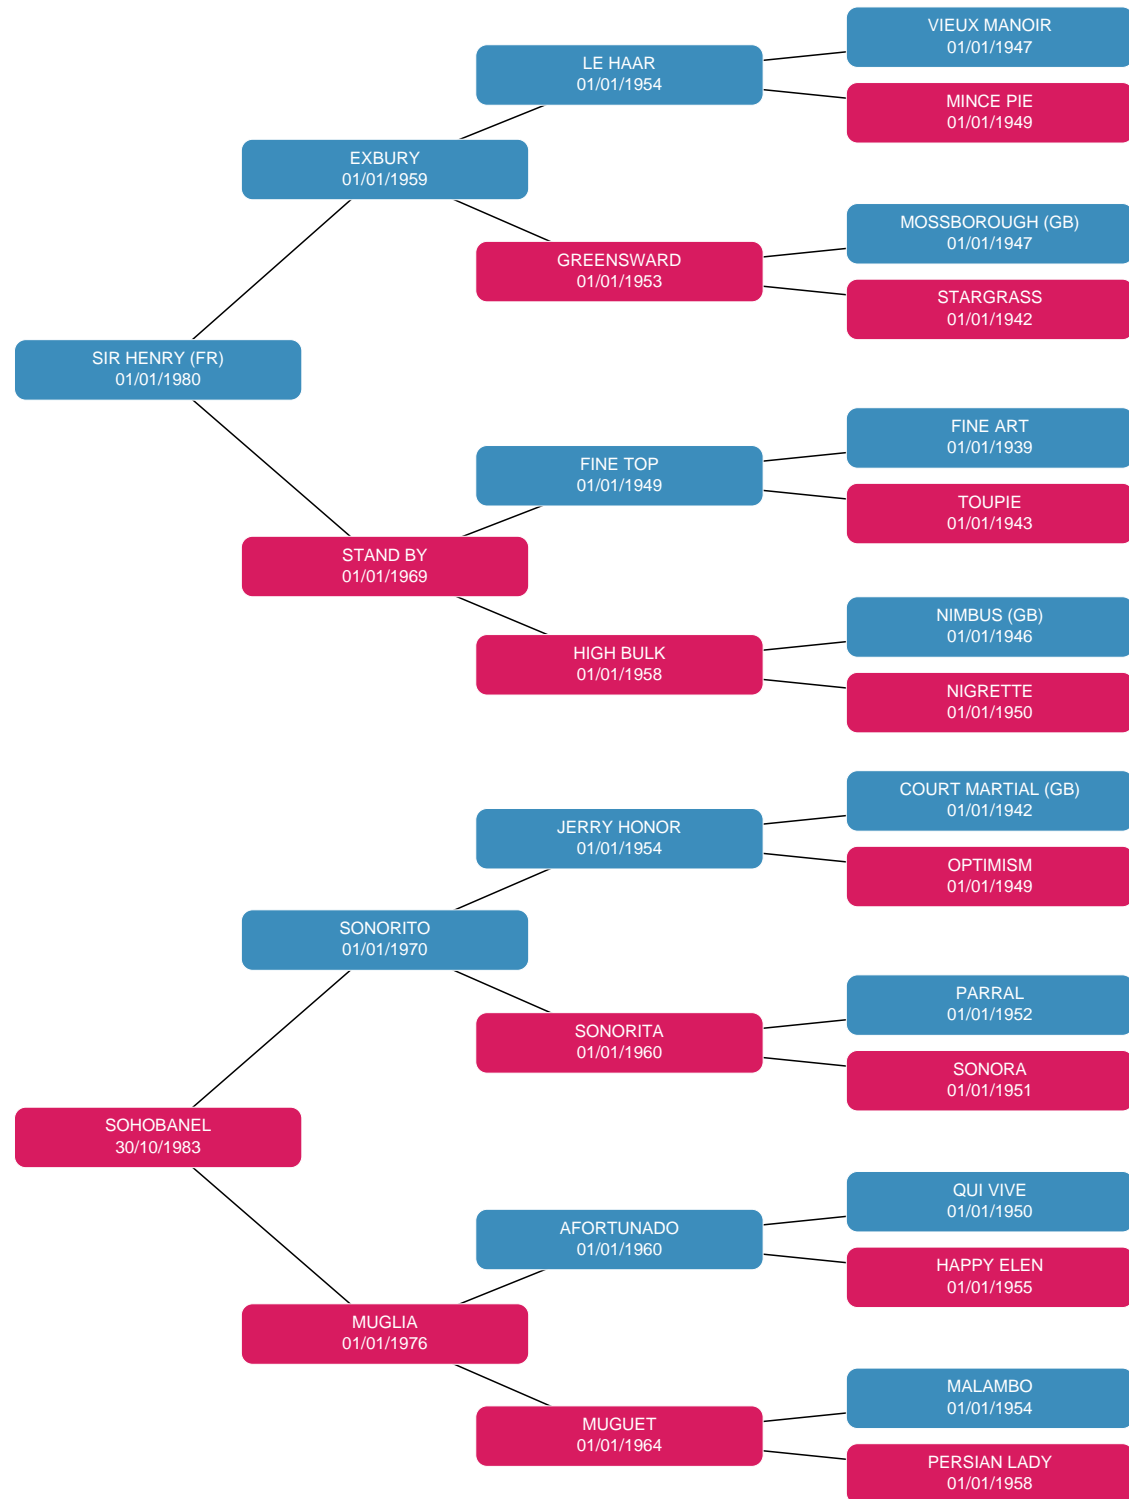 VIEUX MANOIR
01/01/1947
LE HAAR
01/01/1954
MINCE PIE
01/01/1949
EXBURY
01/01/1959
MOSSBOROUGH (GB)
01/01/1947
GREENSWARD
01/01/1953
STARGRASS
01/01/1942
SIR HENRY (FR)
01/01/1980
FINE ART
01/01/1939
FINE TOP
01/01/1949
TOUPIE
01/01/1943
STAND BY
01/01/1969
NIMBUS (GB)
01/01/1946
HIGH BULK
01/01/1958
NIGRETTE
01/01/1950
COURT MARTIAL (GB)
01/01/1942
JERRY HONOR
01/01/1954
OPTIMISM
01/01/1949
SONORITO
01/01/1970
PARRAL
01/01/1952
SONORITA
01/01/1960
SONORA
01/01/1951
SOHOBANEL
30/10/1983
QUI VIVE
01/01/1950
AFORTUNADO
01/01/1960
HAPPY ELEN
01/01/1955
MUGLIA
01/01/1976
MALAMBO
01/01/1954
MUGUET
01/01/1964
PERSIAN LADY
01/01/1958